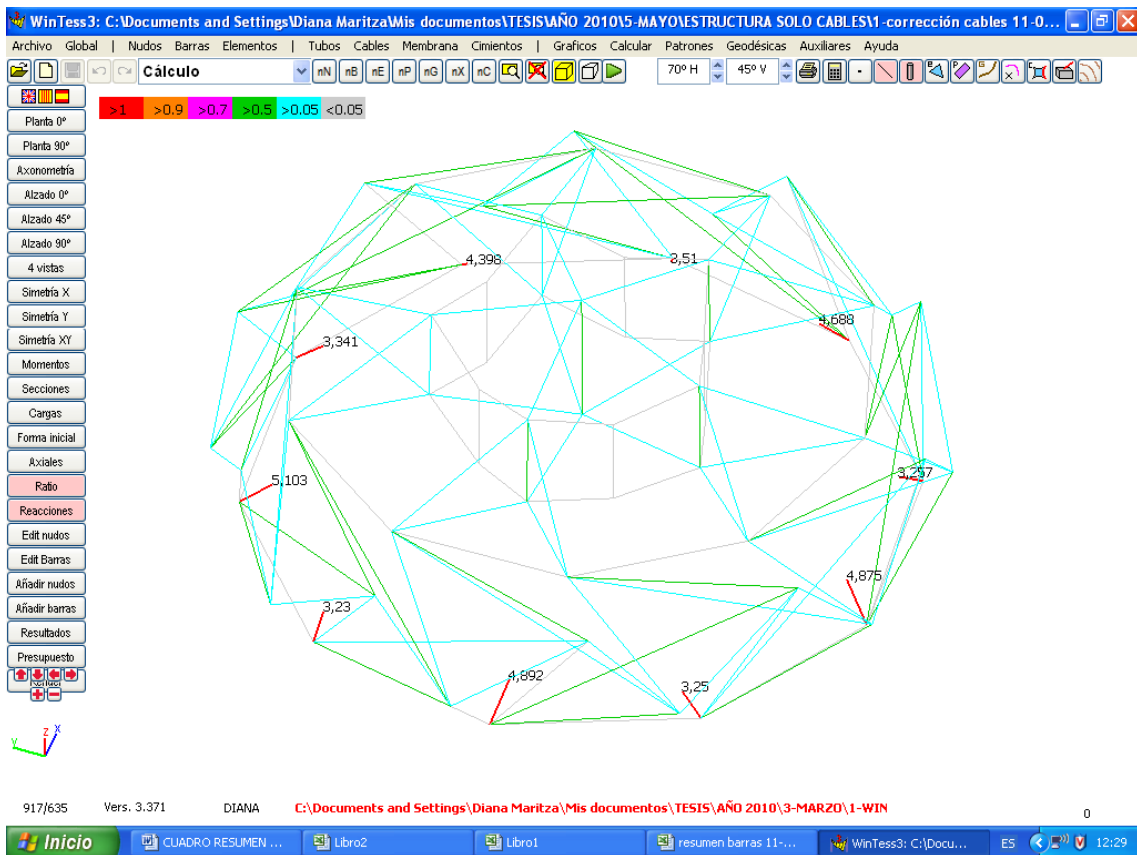 WinTess3: C:\Documents and Settings\Diana Maritza\Mis documentos\TESIS\AÑO 2010\5-MAYO\ESTRUCTURA SOLO CABLES\1-corrección cables 11-0...
Archivo Global | Nudos Barras Elementos | Tubos Cables Membrana Cimientos | Graficos Calcular Patrones Geodésicas Auxiliares Ayuda
Cálculo nN nB nE nP nG nX nC 70º H 45º V
>1 >0.9 >0.7 >0.5 >0.05 <0.05
Planta 0º
Planta 90º
Axonometría
Alzado 0º
Alzado 45º
Alzado 90º
4 vistas
Simetría X
Simetría Y
Simetría XY
Momentos
Secciones
Cargas
Forma inicial
Axiales
Ratio
Reacciones
Edit nudos
Edit Barras
Añadir nudos
Añadir barras
Resultados
Presupuesto
4,398
3,51
4,688
3,341
5,103
3,257
4,875
3,23
4,892
3,25
Z X
Y
917/635 Vers. 3.371 DIANA C:\Documents and Settings\Diana Maritza\Mis documentos\TESIS\AÑO 2010\3-MARZO\1-WIN 0
Inicio CUADRO RESUMEN ... Libro2 Libro1 resumen barras 11-... WinTess3: C:\Docu... ES 12:29